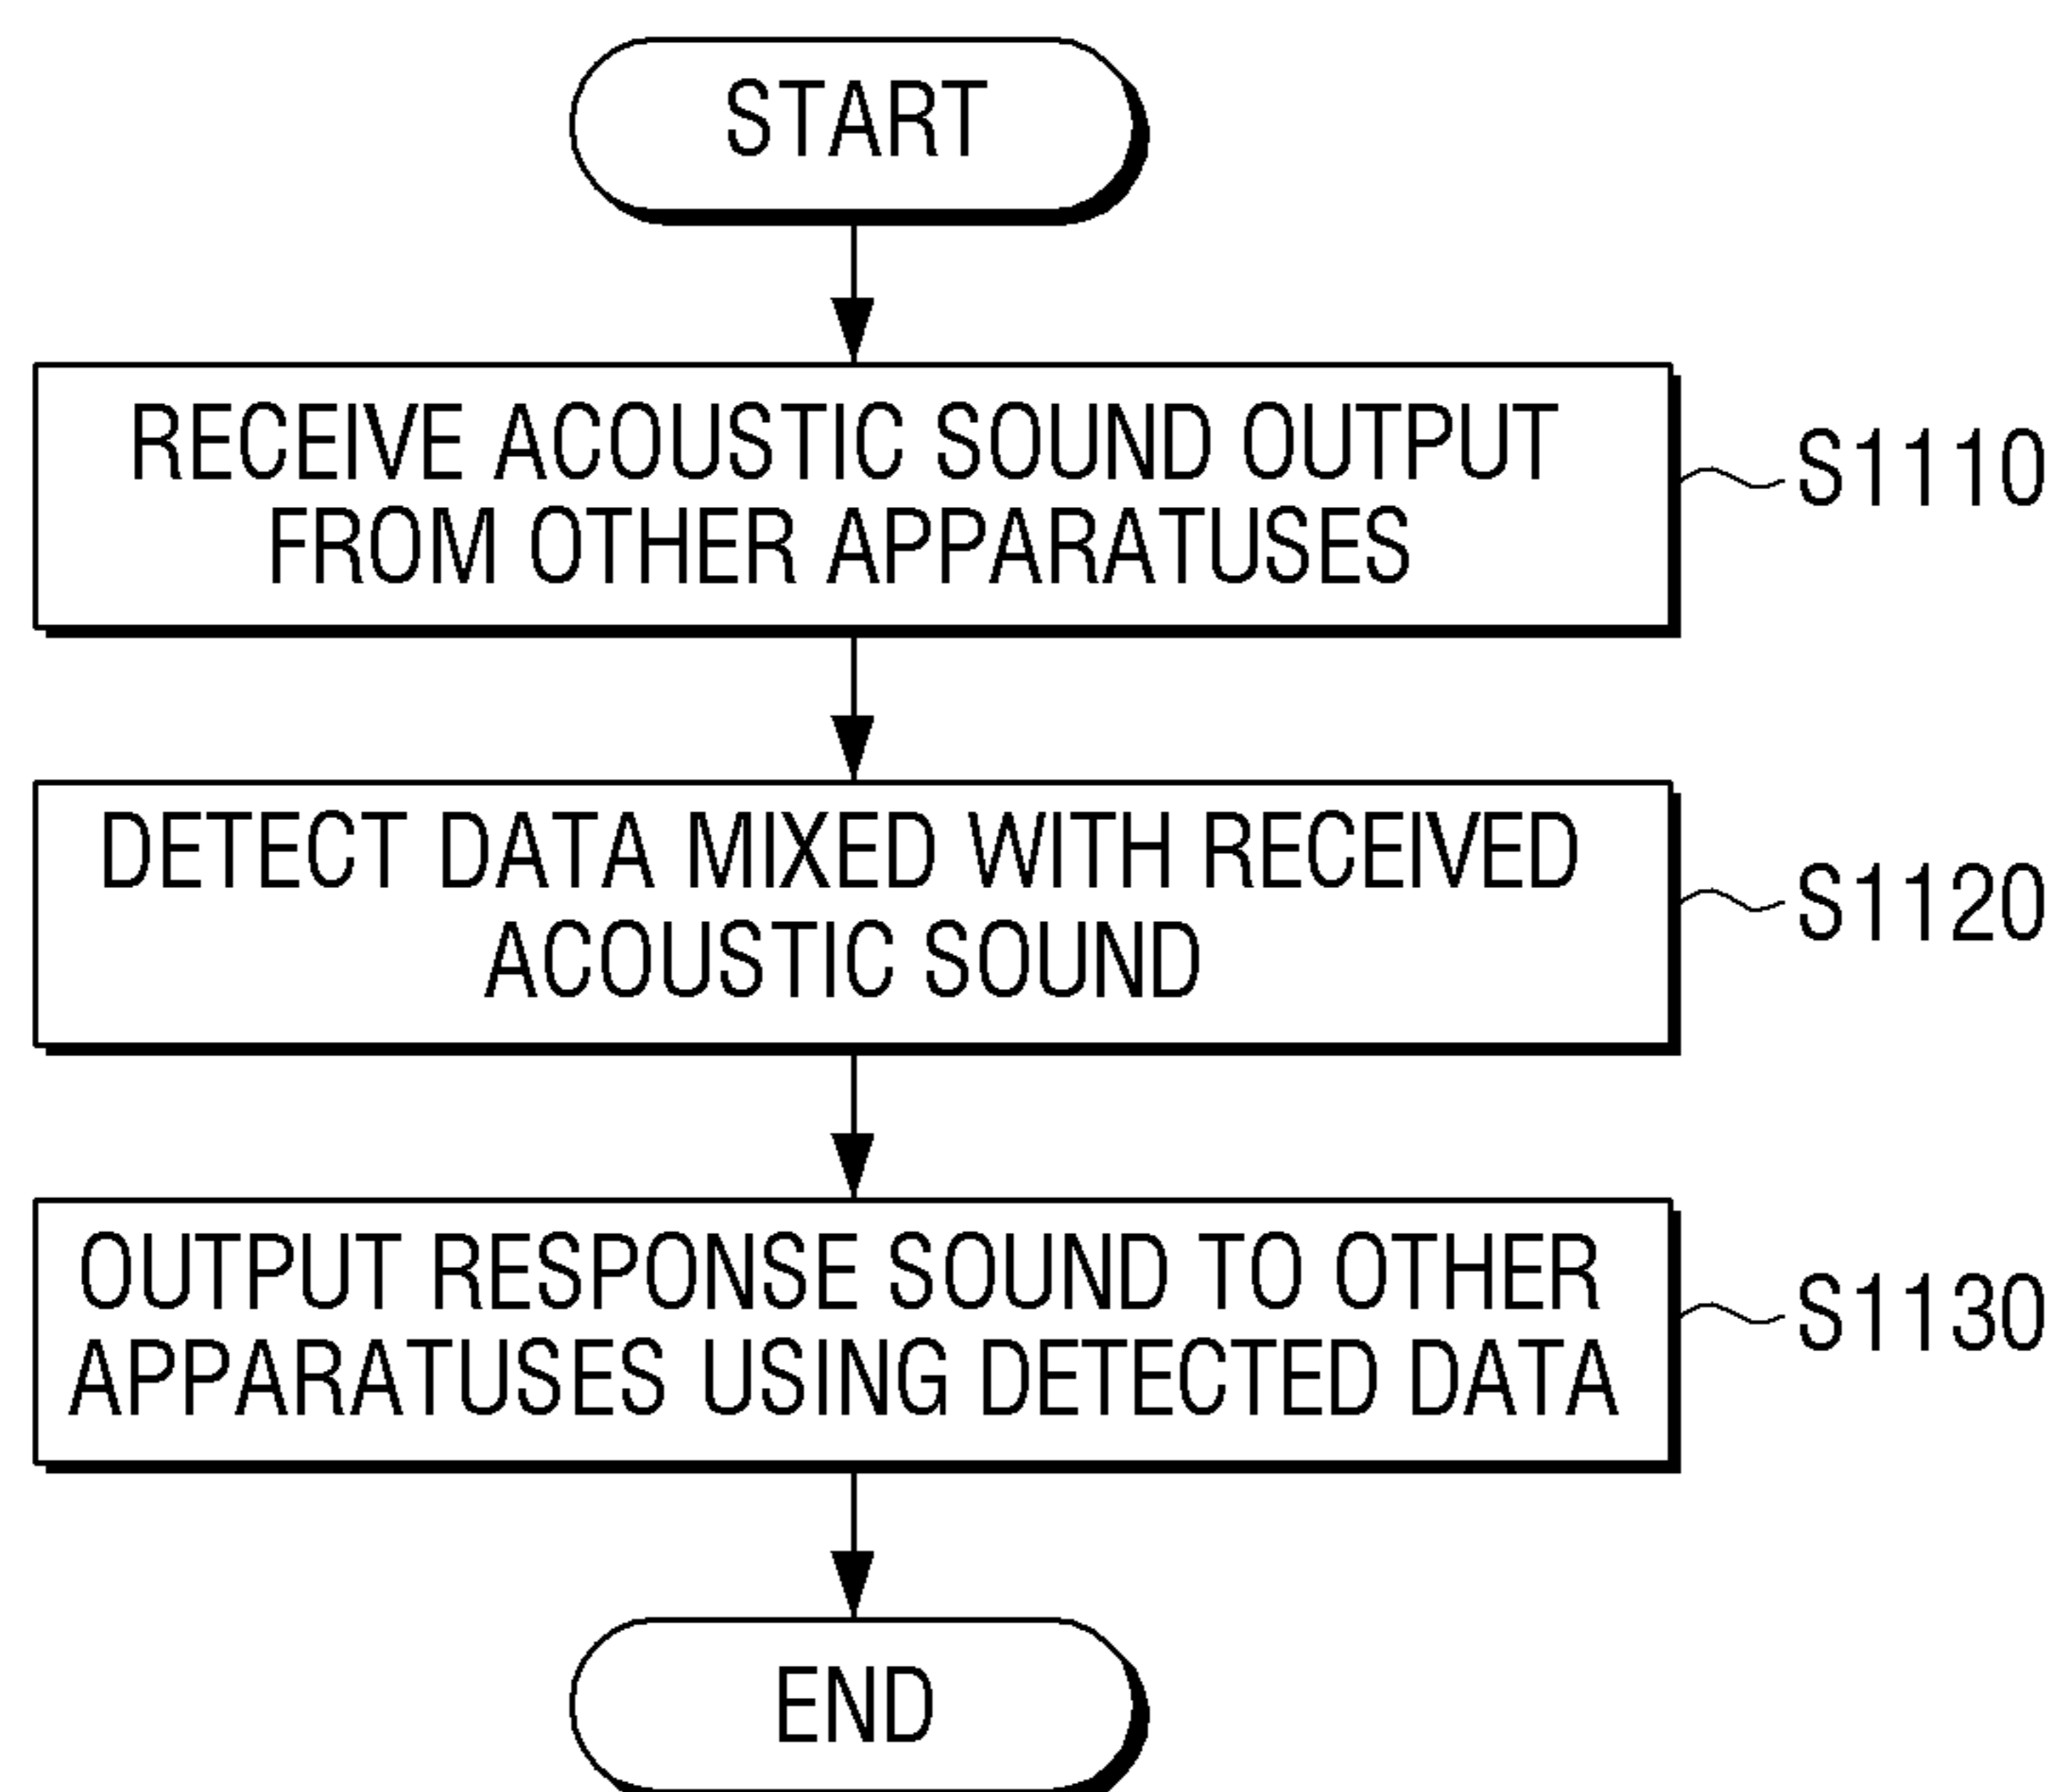 START
RECEIVE ACOUSTIC SOUND OUTPUT
FROM OTHER APPARATUSES
S1110
DETECT DATA MIXED WITH RECEIVED
ACOUSTIC SOUND
S1120
OUTPUT RESPONSE SOUND TO OTHER
APPARATUSES USING DETECTED DATA
S1130
END